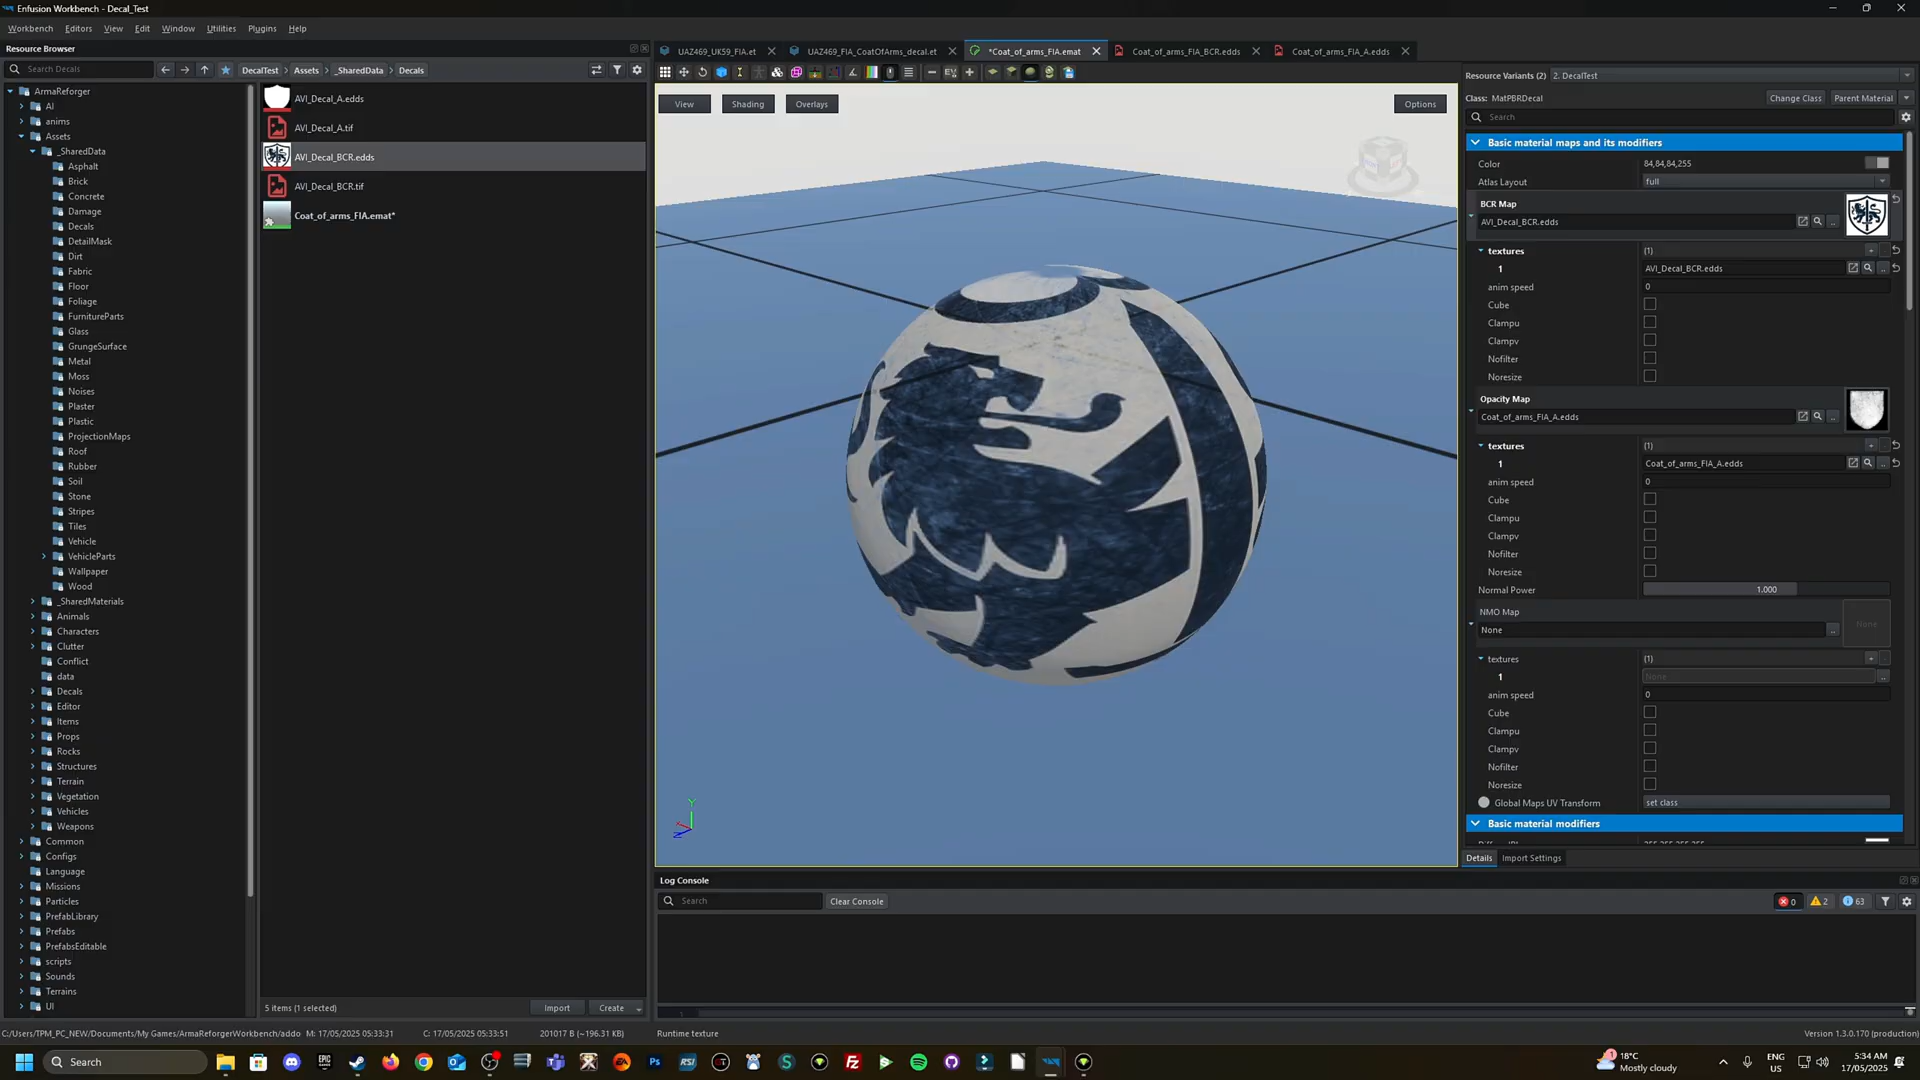 Enfusion Workbench - Decal_Test
Workbench Editors View Edit Window Utilities Plugins Help
Resource Browser
Search Decals
DecalTest Assets _SharedData Decals
ArmaReforger
AI
anims
Assets
_SharedData
Asphalt
Brick
Concrete
Damage
Decals
DetailMask
Dirt
Fabric
Floor
Foliage
FurnitureParts
Glass
GrungeSurface
Metal
Moss
Noises
Plaster
Plastic
ProjectionMaps
Roof
Rubber
Soil
Stone
Stripes
Tiles
Vehicle
VehicleParts
Wallpaper
Wood
_SharedMaterials
Animals
Characters
Clutter
Conflict
data
Decals
Editor
Items
Props
Rocks
Structures
Terrain
Vegetation
Vehicles
Weapons
Common
Configs
Language
Missions
Particles
PrefabLibrary
Prefabs
PrefabsEditable
scripts
Sounds
Terrains
UI
AVI_Decal_A.edds
AVI_Decal_A.tif
AVI_Decal_BCR.edds
AVI_Decal_BCR.tif
Coat_of_arms_FIA.emat*
5 items (1 selected)
Import Create
UAZ469_UK59_FIA.et UAZ469_FIA_CoatOfArms_decal.et *Coat_of_arms_FIA.emat Coat_of_arms_FIA_BCR.edds Coat_of_arms_FIA_A.edds
EV
View Shading Overlays Options
Y
X
Z
Log Console
Search Clear Console 0 2 63
1
Resource Variants (2) 2. DecalTest
Class: MatPBRDecal Change Class Parent Material
Search
Basic material maps and its modifiers
Color 84,84,84,255
Atlas Layout full
BCR Map
AVI_Decal_BCR.edds
textures (1)
1 AVI_Decal_BCR.edds
anim speed 0
Cube
Clampu
Clampv
Nofilter
Noresize
Opacity Map
Coat_of_arms_FIA_A.edds
textures (1)
1 Coat_of_arms_FIA_A.edds
anim speed 0
Cube
Clampu
Clampv
Nofilter
Noresize
Normal Power 1.000
NMO Map
None
None
textures (1)
1 None
anim speed 0
Cube
Clampu
Clampv
Nofilter
Noresize
Global Maps UV Transform set class
Basic material modifiers
Details Import Settings
C:/Users/TPM_PC_NEW/Documents/My Games/ArmaReforgerWorkbench/addo M: 17/05/2025 05:33:31 C: 17/05/2025 05:33:51 201017 B (~196.31 KB) Runtime texture Version 1.3.0.170 (production)
Search
18°C
Mostly cloudy
ENG
US
5:34 AM
17/05/2025